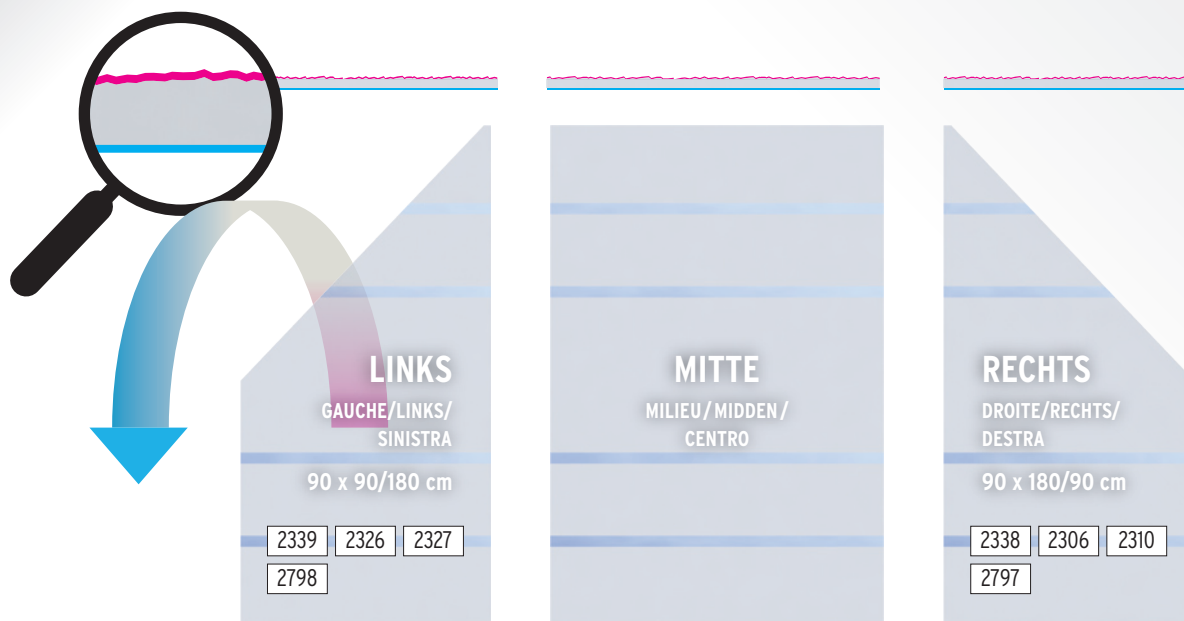 LINKS
GAUCHE/LINKS/
SINISTRA
90 x 90/180 cm
2339 2326 2327
2798
MITTE
MILIEU/MIDDEN/
CENTRO
RECHTS
DROITE/RECHTS/
DESTRA
90 x 180/90 cm
2338 2306 2310
2797